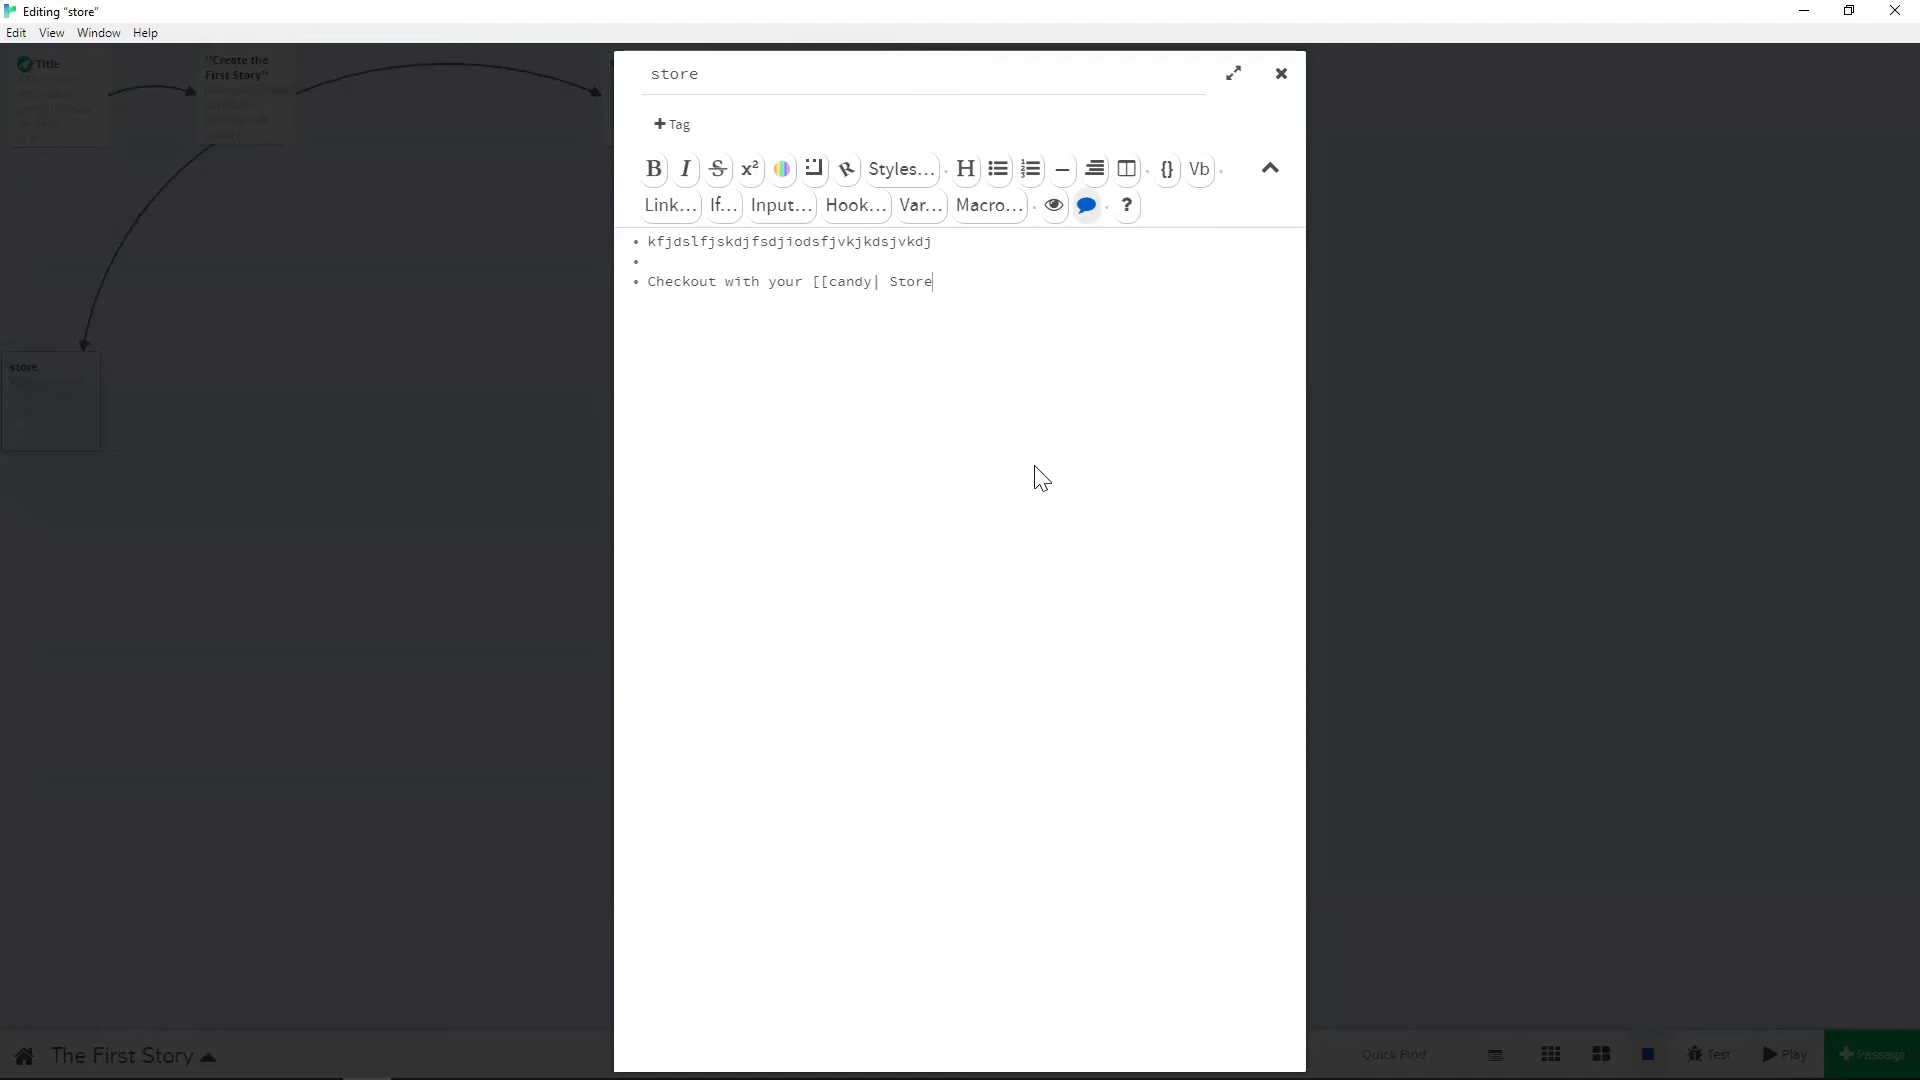 Editing "store"
Edit View Window Help
Title
"Create the
First Story"
store
store
+ Tag
B I S x² Styles... H Vb
Link... If... Input... Hook... Var... Macro... ?
kfjdslfjskdjfsdjiodsfjvkjkdsjvkdj
Checkout with your [[candy| Store
The First Story
Quick Find
Test
Play
+ Passage